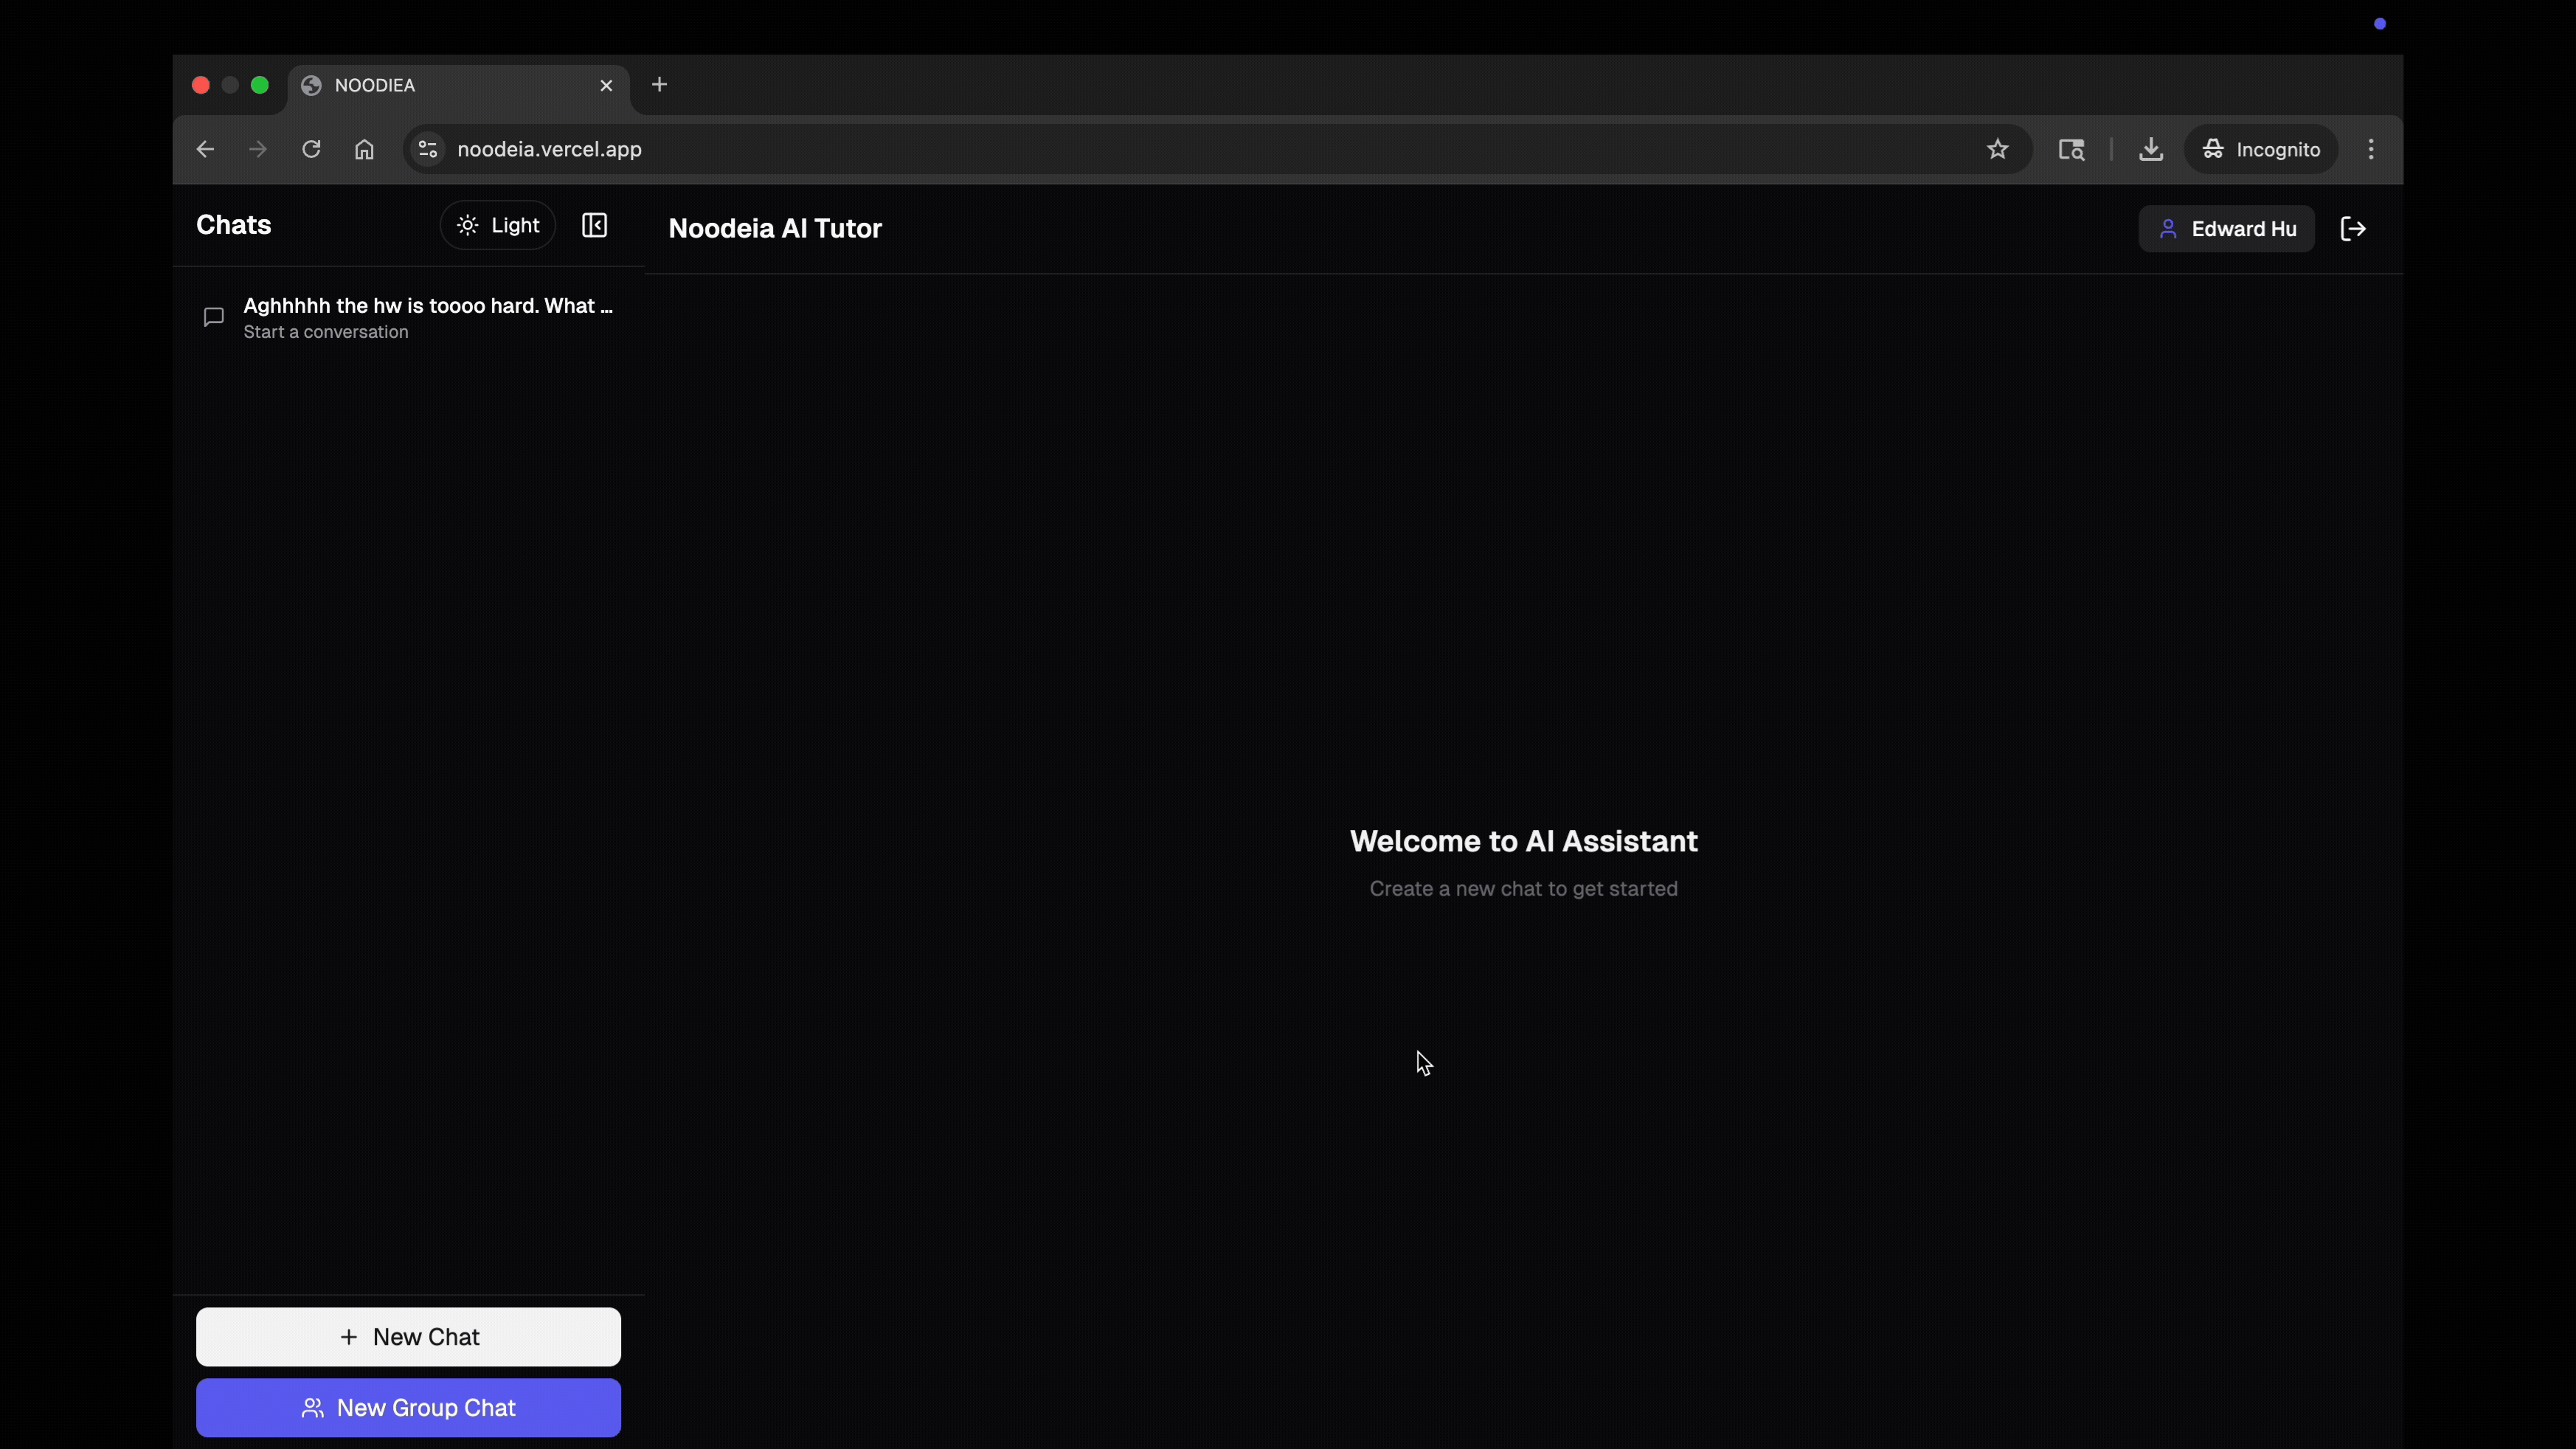 NOODIEA
noodeia.vercel.app
Incognito
Chats
Light
Noodeia AI Tutor
Edward Hu
Aghhhhh the hw is toooo hard. What ...
Start a conversation
Welcome to AI Assistant
Create a new chat to get started
New Chat
New Group Chat